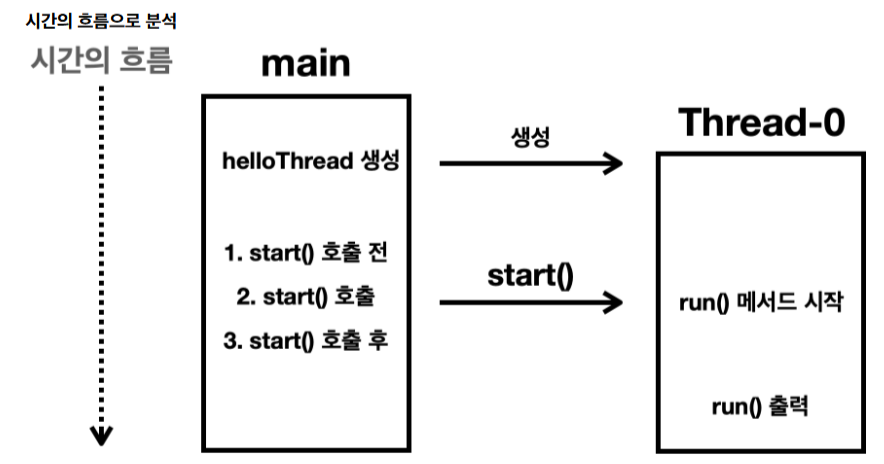 시간의 흐름으로 분석
시간의 흐름
main
helloThread 생성
1. start() 호출 전
2. start() 호출
3. start() 호출 후
생성
start()
Thread-0
run() 메서드 시작
run() 출력